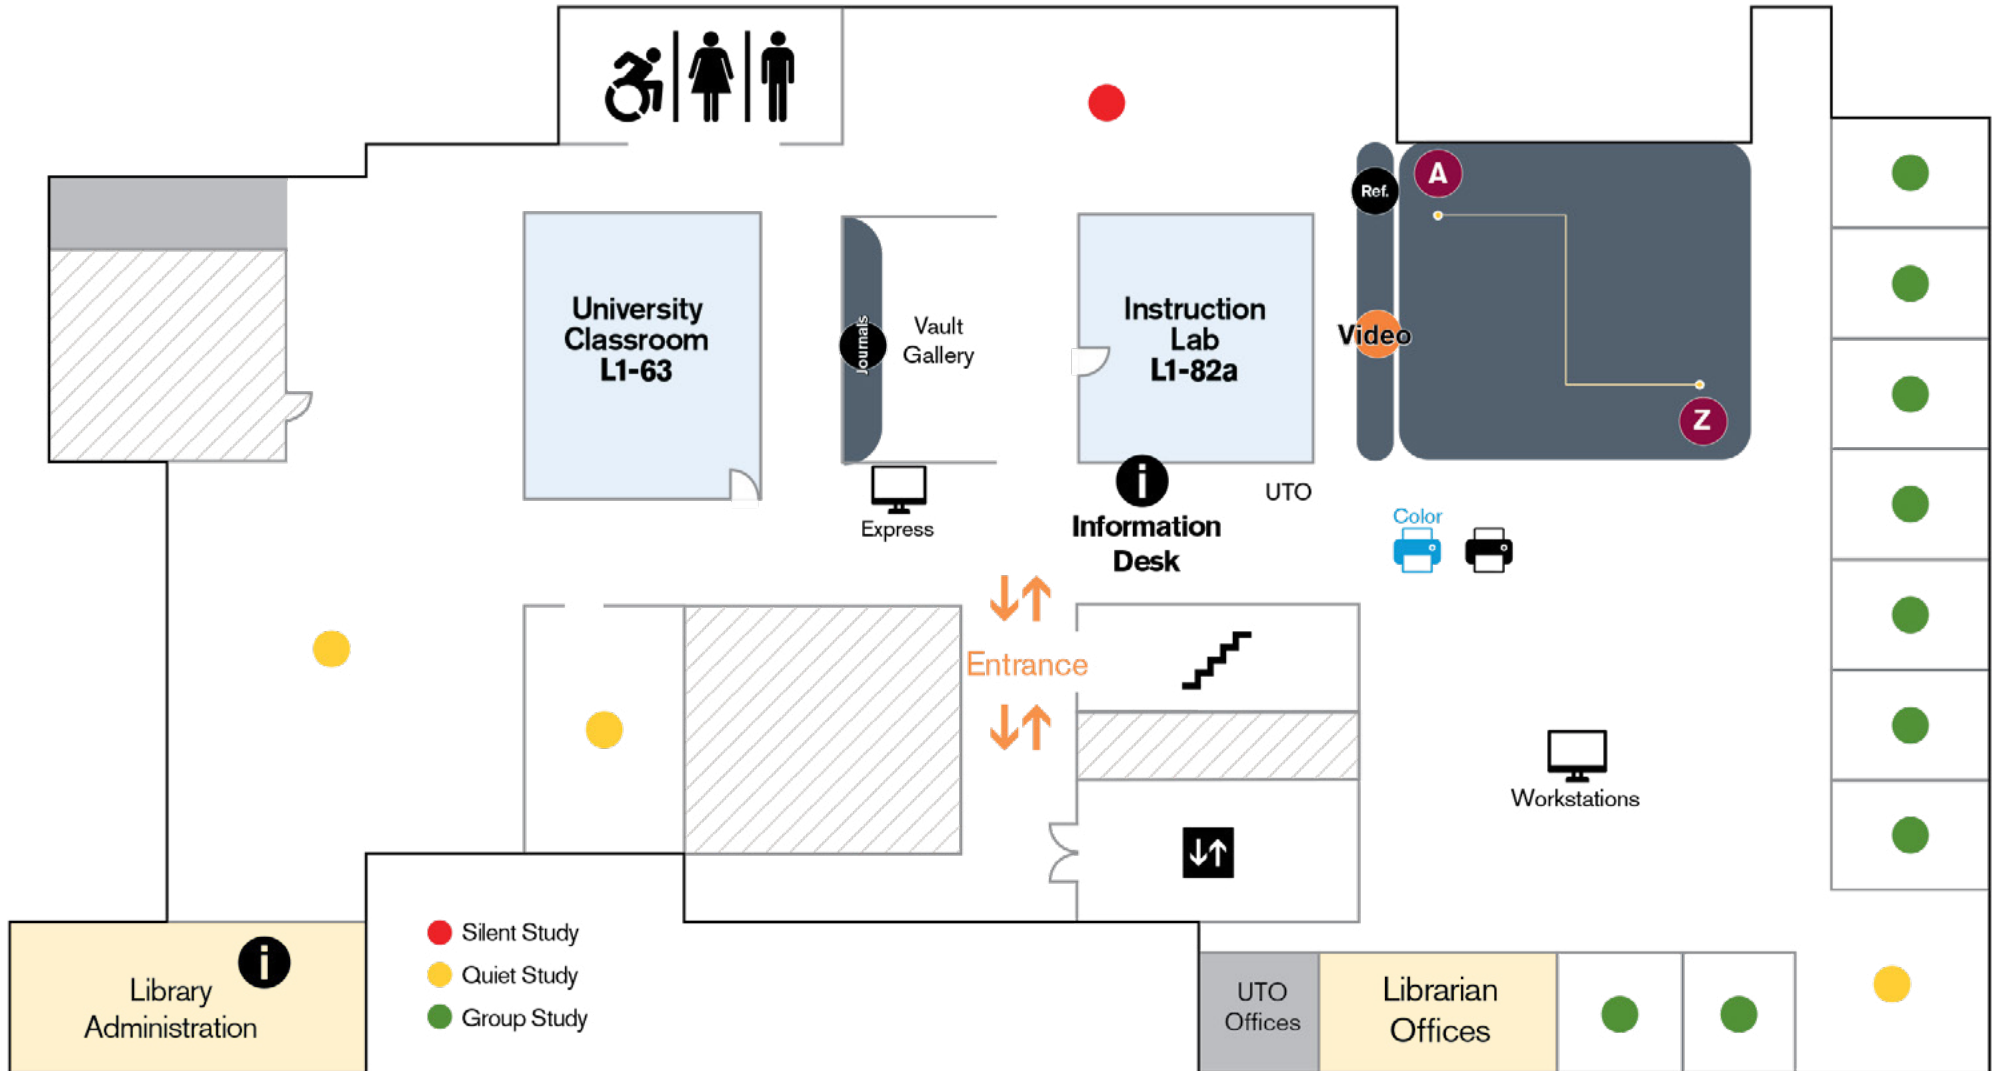 Ref.
A
University
Classroom
L1-63
Journals
Vault
Gallery
Instruction
Lab
L1-82a
Video
Z
i
Express
Information
Desk
UTO
Color
Entrance
Workstations
i
Library
Administration
Silent Study
Quiet Study
Group Study
UTO
Offices
Librarian
Offices